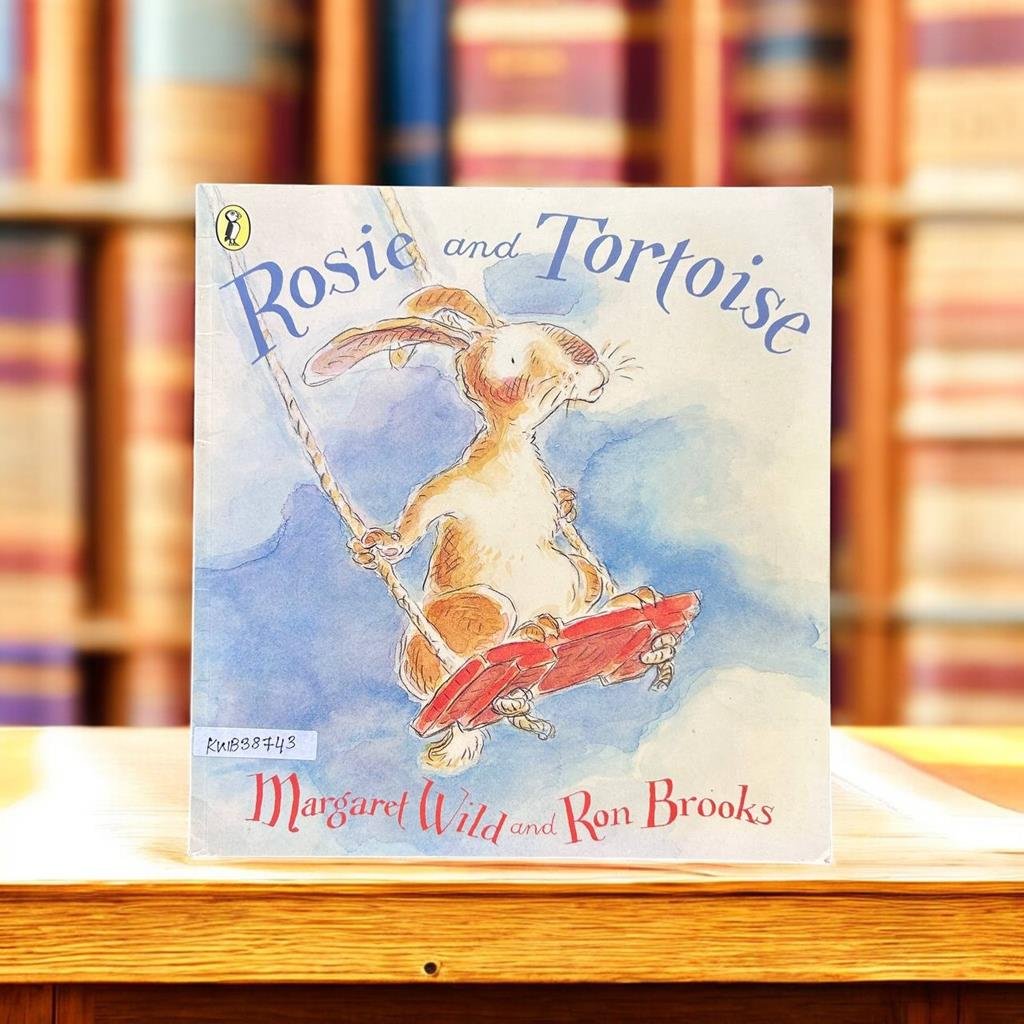 Rosie and Tortoise
KWB38743
Margaret Wild and Ron Brooks